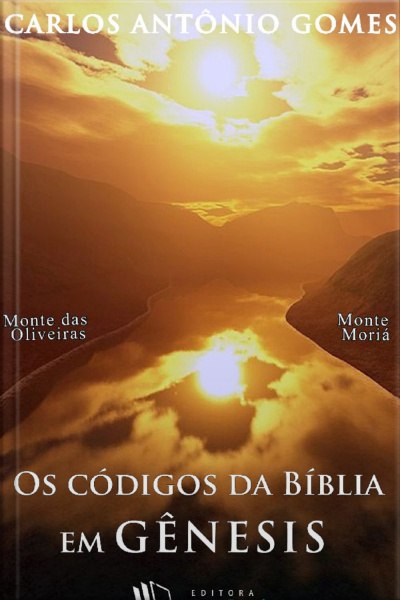 CARLOS ANTÔNIO GOMES
Monte das
Oliveiras
Monte
Moriá
OS CÓDIGOS DA BÍBLIA
EM GÊNESIS
EDITORA